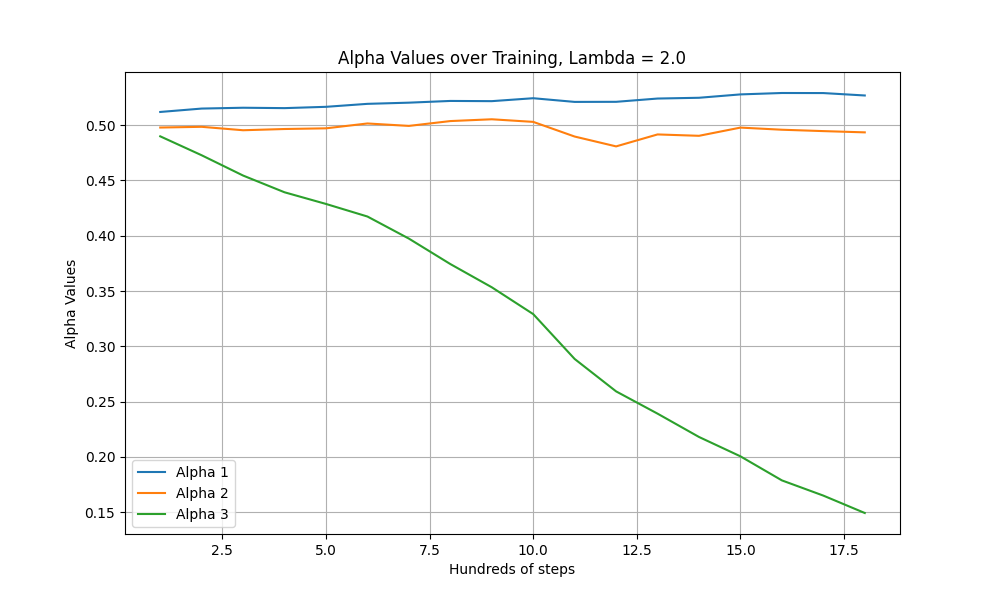 Alpha Values over Training, Lambda = 2.0
0.50
0.45
0.40
0.35
0.30
0.25
0.20
0.15
Alpha Values
Alpha 1
Alpha 2
Alpha 3
2.5 5.0 7.5 10.0 12.5 15.0 17.5
Hundreds of steps